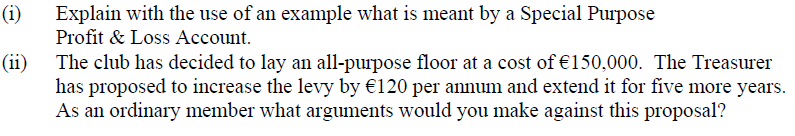 (i) Explain with the use of an example what is meant by a Special Purpose
Profit & Loss Account.
(ii) The club has decided to lay an all-purpose floor at a cost of €150,000. The Treasurer
has proposed to increase the levy by €120 per annum and extend it for five more years.
As an ordinary member what arguments would you make against this proposal?